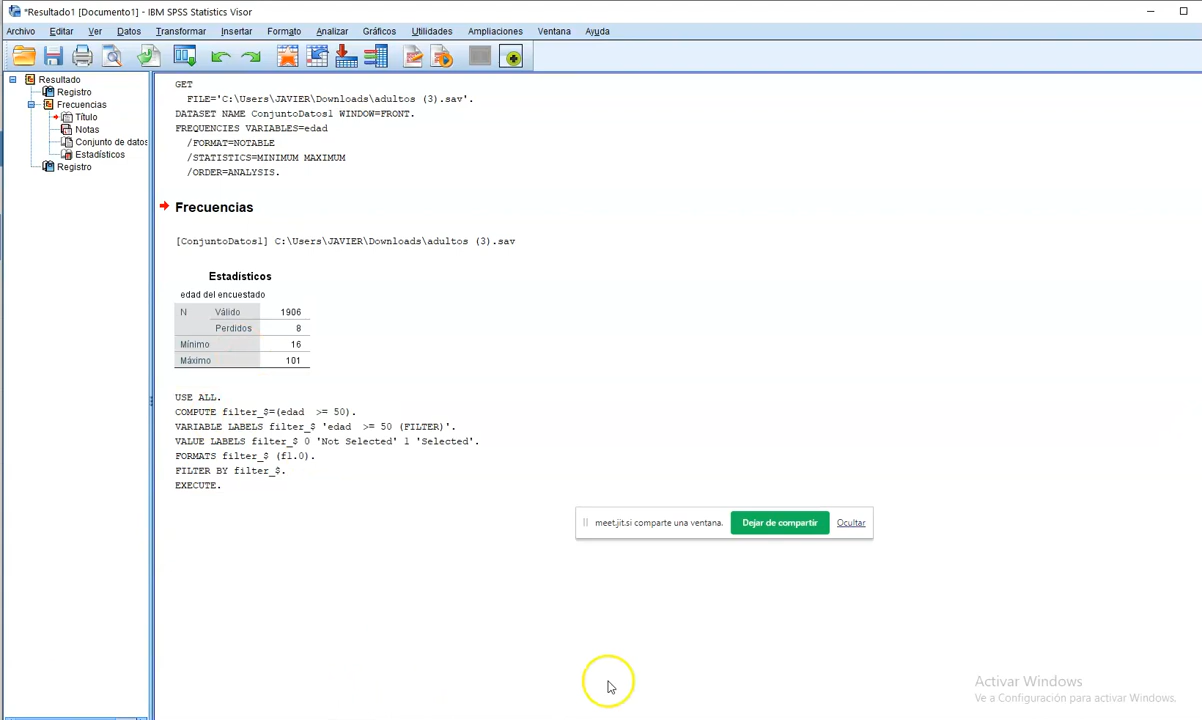 *Resultado1 [Documento1] - IBM SPSS Statistics Visor
Archivo Editar Ver Datos Transformar Insertar Formato Analizar Gráficos Utilidades Ampliaciones Ventana Ayuda
Resultado
Registro
Frecuencias
Título
Notas
Conjunto de datos
Estadísticos
Registro
GET
FILE='C:\Users\JAVIER\Downloads\adultos (3).sav'.
DATASET NAME ConjuntoDatos1 WINDOW=FRONT.
FREQUENCIES VARIABLES=edad
/FORMAT=NOTABLE
/STATISTICS=MINIMUM MAXIMUM
/ORDER=ANALYSIS.
Frecuencias
[ConjuntoDatos1] C:\Users\JAVIER\Downloads\adultos (3).sav
Estadísticos
edad del encuestado
N Válido 1906
Perdidos 8
Mínimo 16
Máximo 101
USE ALL.
COMPUTE filter_$=(edad >= 50).
VARIABLE LABELS filter_$ 'edad >= 50 (FILTER)'.
VALUE LABELS filter_$ 0 'Not Selected' 1 'Selected'.
FORMATS filter_$ (f1.0).
FILTER BY filter_$.
EXECUTE.
meet.jit.si comparte una ventana. Dejar de compartir Ocultar
Activar Windows
Ve a Configuración para activar Windows.